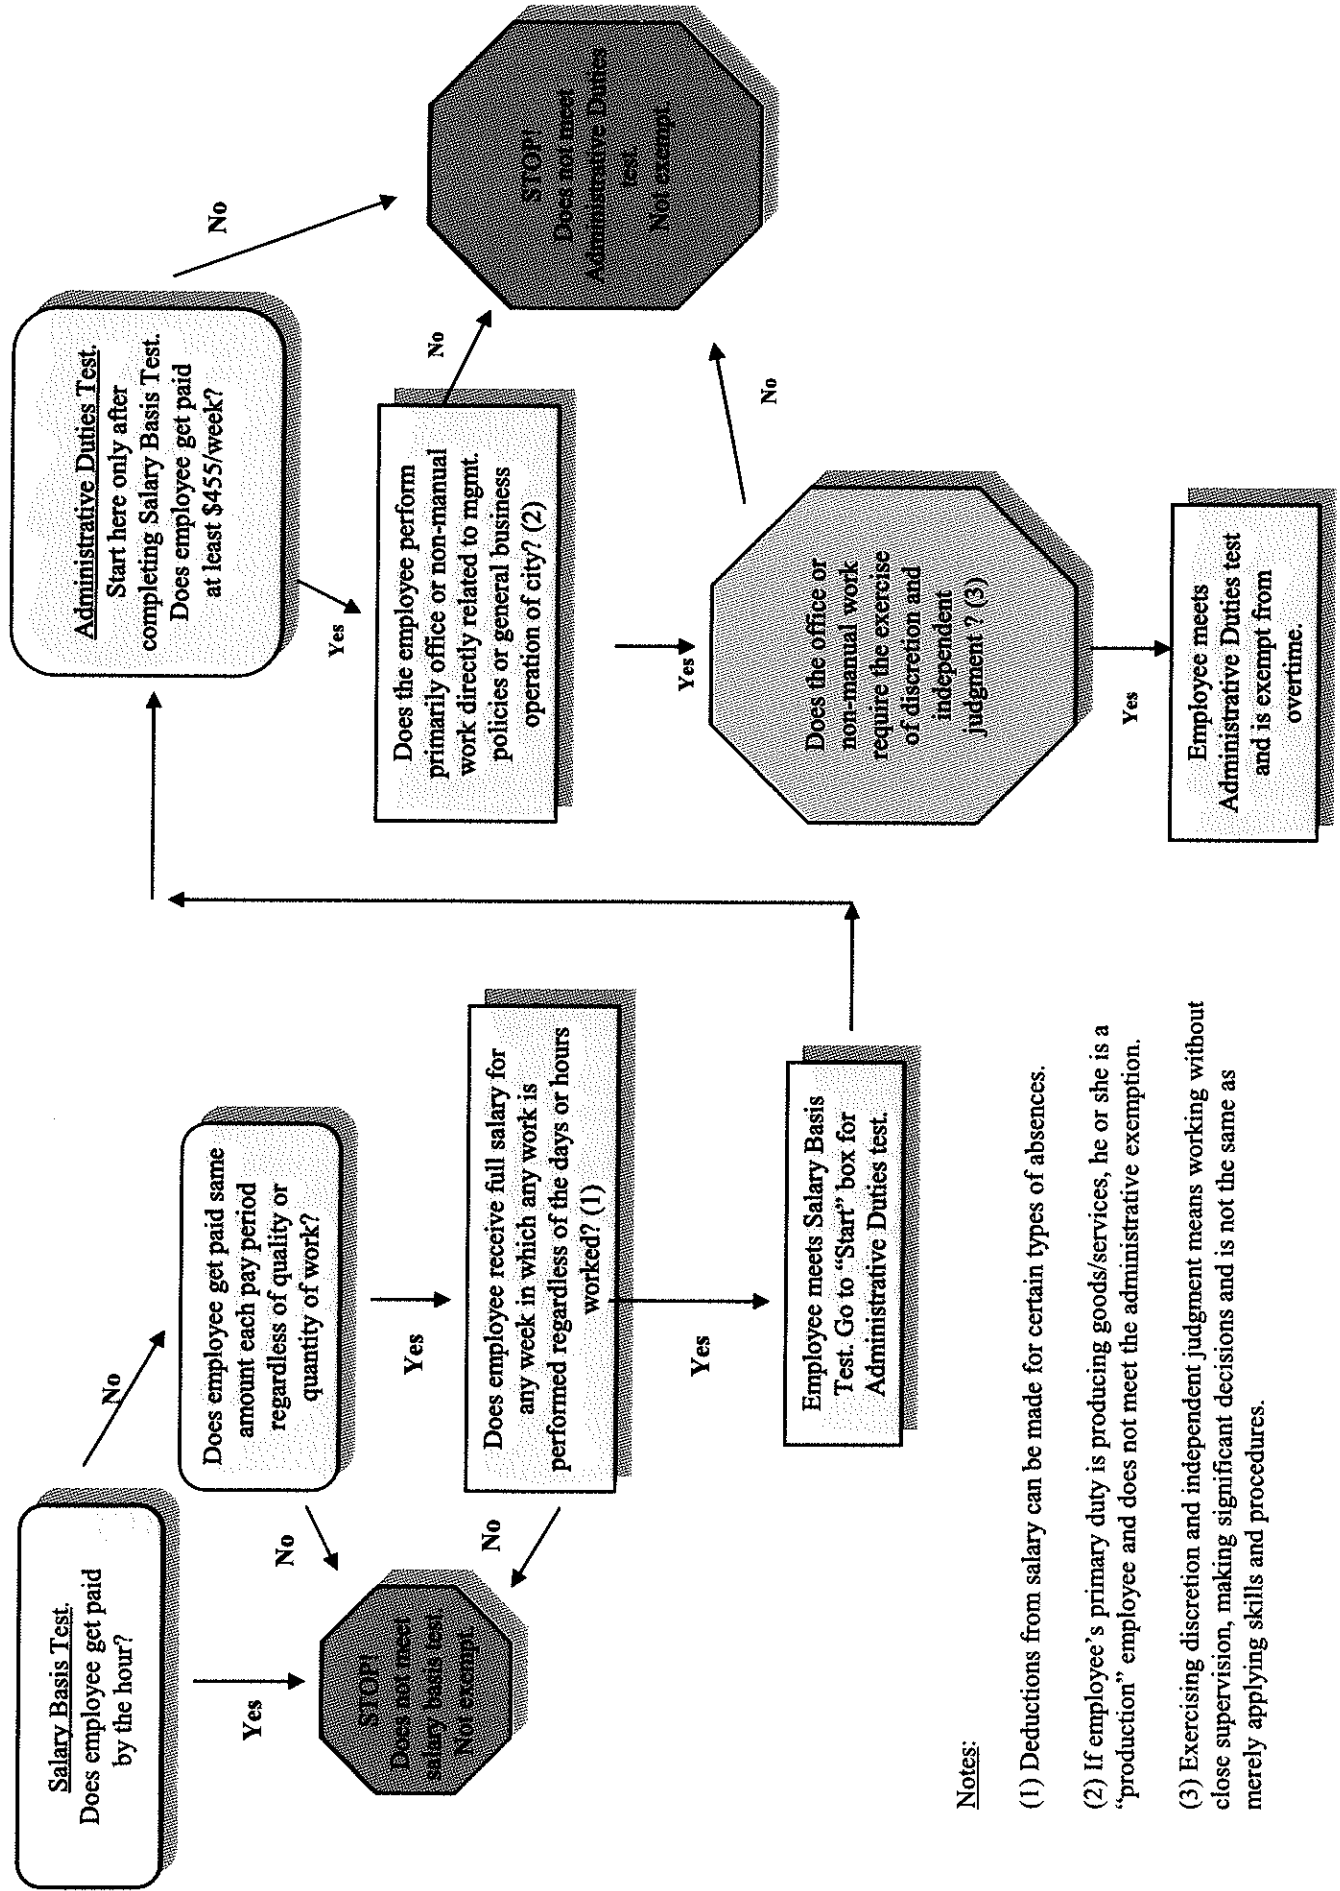 Salary Basis Test.
Does employee get paid
by the hour?
No
Yes
Does employee get paid same
amount each pay period
regardless of quality or
quantity of work?
No
Yes
STOP!
Does not meet
salary basis test.
Not exempt.
No
Does employee receive full salary for
any week in which any work is
performed regardless of the days or hours
worked? (1)
Yes
Employee meets Salary Basis
Test. Go to “Start” box for
Administrative Duties test.
Administrative Duties Test.
Start here only after
completing Salary Basis Test.
Does employee get paid
at least $455/week?
No
Yes
Does the employee perform
primarily office or non-manual
work directly related to mgmt.
policies or general business
operation of city? (2)
No
Yes
STOP!
Does not meet
Administrative Duties
test.
Not exempt.
Does the office or
non-manual work
require the exercise
of discretion and
independent
judgment ? (3)
No
Yes
Employee meets
Administrative Duties test
and is exempt from
overtime.
Notes:
(1) Deductions from salary can be made for certain types of absences.
(2) If employee’s primary duty is producing goods/services, he or she is a
“production” employee and does not meet the administrative exemption.
(3) Exercising discretion and independent judgment means working without
close supervision, making significant decisions and is not the same as
merely applying skills and procedures.